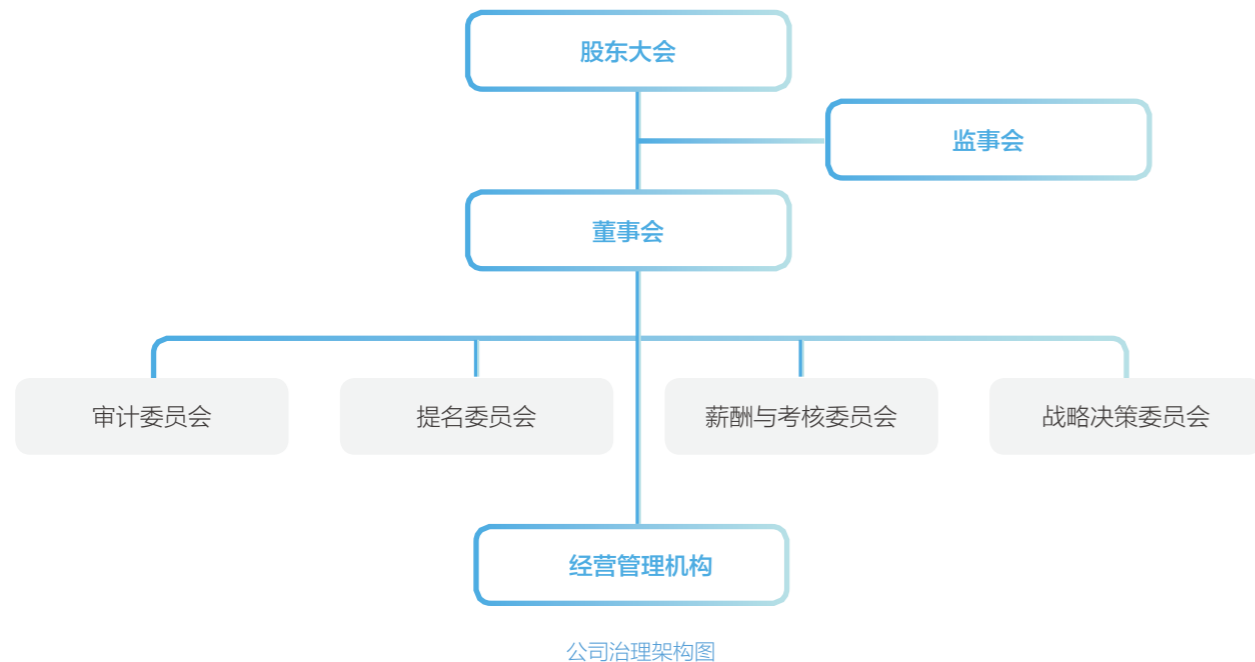 股东大会
监事会
董事会
审计委员会
提名委员会
薪酬与考核委员会
战略决策委员会
经营管理机构
公司治理架构图